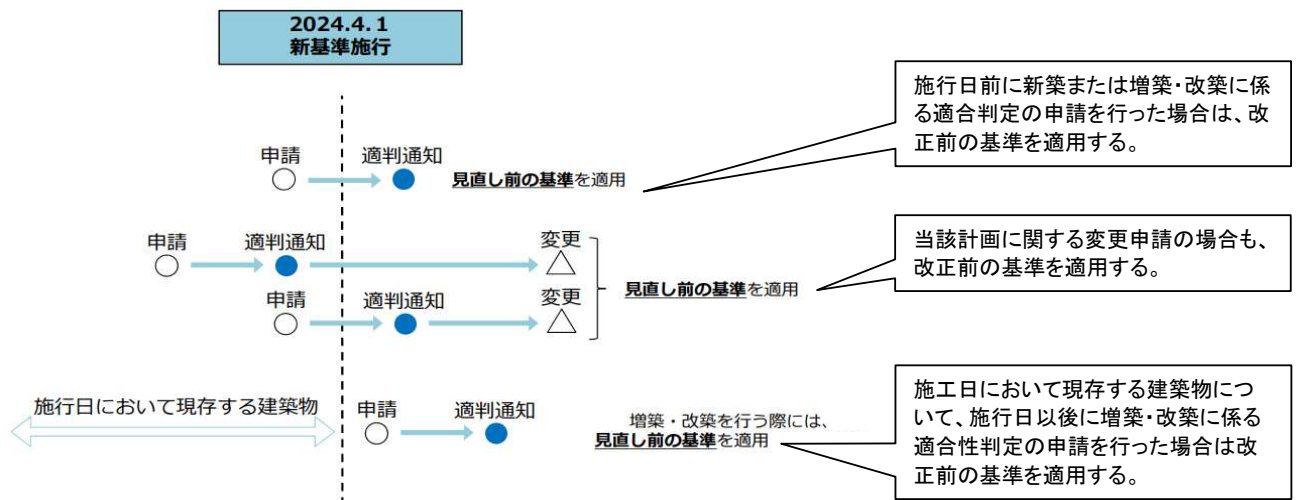 2024.4.1
新基準施行
施行日前に新築または増築・改築に係
る適合判定の申請を行った場合は、改
正前の基準を適用する。
申請
適判通知
見直し前の基準を適用
申請
適判通知
変更
申請
適判通知
変更
見直し前の基準を適用
当該計画に関する変更申請の場合も、
改正前の基準を適用する。
施行日において現存する建築物
申請
適判通知
増築・改築を行う際には、
見直し前の基準を適用
施工日において現存する建築物につ
いて、施行日以後に増築・改築に係る
適合性判定の申請を行った場合は改
正前の基準を適用する。